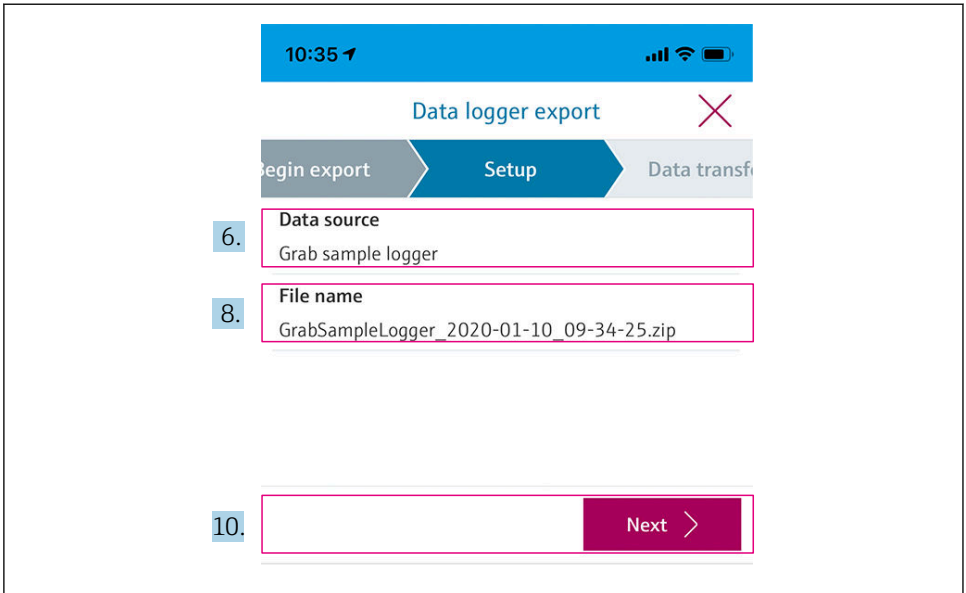 10:35
Data logger export
Begin export
Setup
Data transfe
6.
Data source
Grab sample logger
8.
File name
GrabSampleLogger_2020-01-10_09-34-25.zip
10.
Next